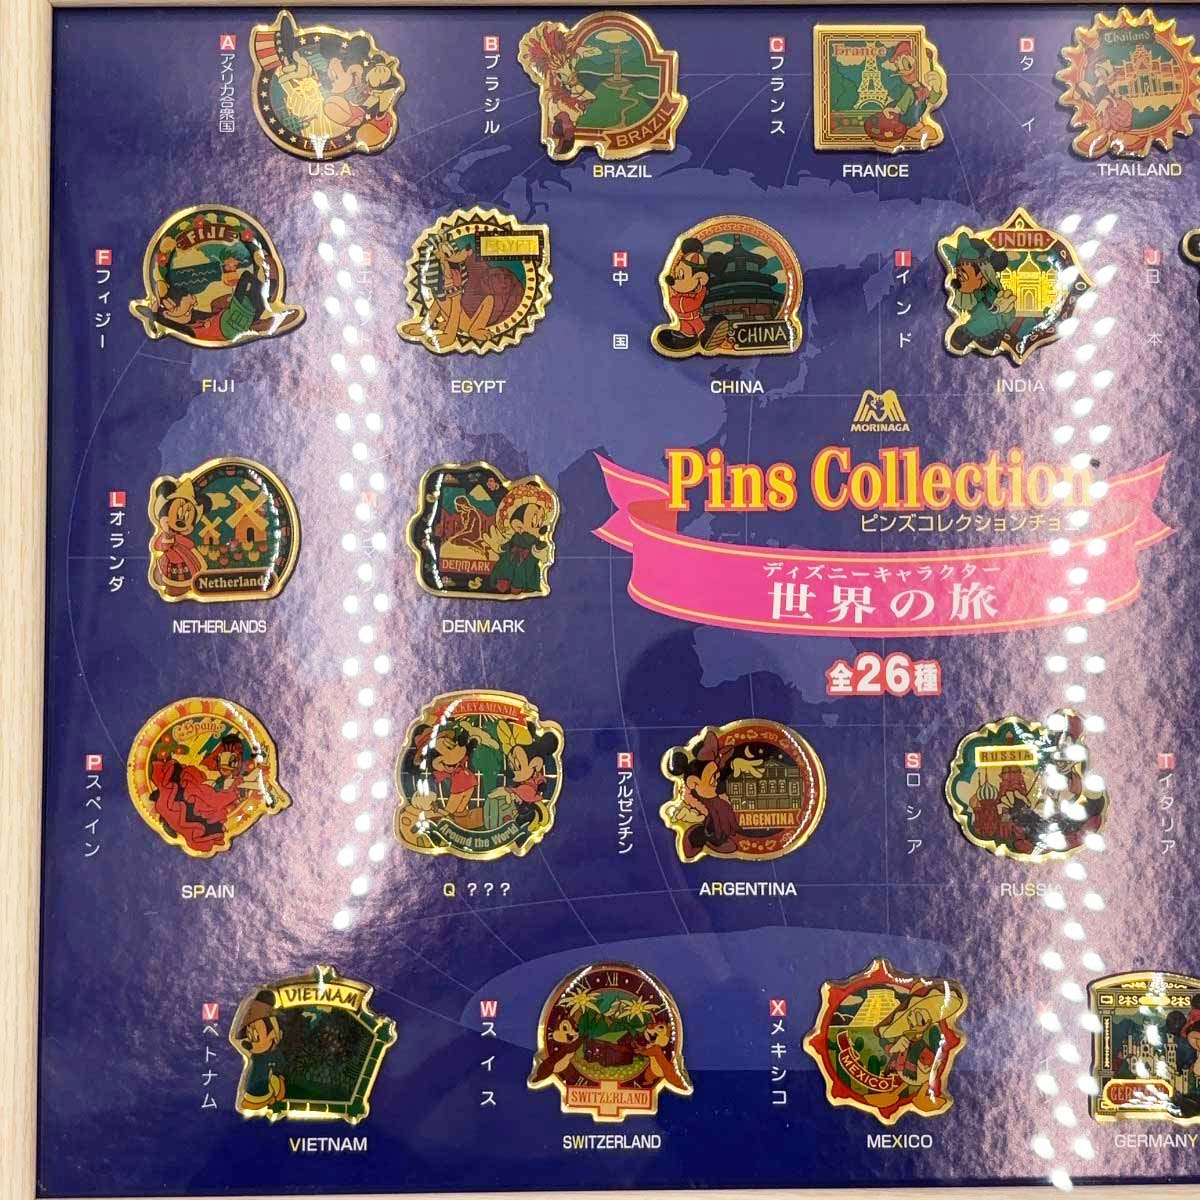 A アメリカ合衆国
U.S.A.
B ブラジル
BRAZIL
BRAZIL
C フランス
France
FRANCE
D タイ
Thailand
THAILAND
F フィジー
FIJI
FIJI
EGYPT
EGYPT
H 中国
CHINA
CHINA
I インド
INDIA
INDIA
J 日本
MORINAGA
Pins Collection
ピンズコレクションチョコ
ディズニーキャラクター
世界の旅
全26種
L オランダ
Netherlands
NETHERLANDS
DENMARK
DENMARK
P スペイン
Spain
SPAIN
MICKEY & MINNIE
Around the World
Q ???
R アルゼンチン
ARGENTINA
ARGENTINA
S ロシア
RUSSIA
RUSSIA
T イタリア
V ベトナム
VIETNAM
VIETNAM
W スイス
XI XII I
SWITZERLAND
SWITZERLAND
X メキシコ
MEXICO
MEXICO
GERMANY